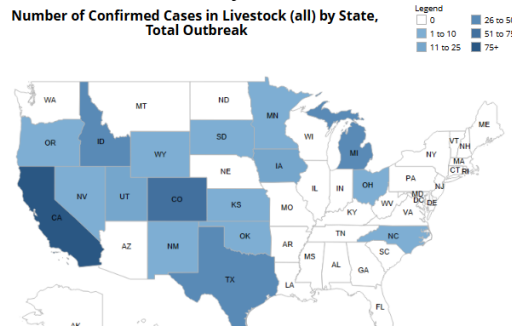 Number of Confirmed Cases in Livestock (all) by State,
Total Outbreak
Legend
0
1 to 10
11 to 25
26 to 50
51 to 75
75+
WA
MT
ND
MN
ME
OR
ID
WY
SD
WI
MI
VT
NH
NY
MA
CT
RI
NV
UT
CO
NE
IA
IL
IN
OH
PA
NJ
MD
DC
DE
WV
VA
CA
KS
MO
KY
AZ
NM
OK
AR
TN
NC
SC
TX
LA
MS
AL
GA
FL
AK